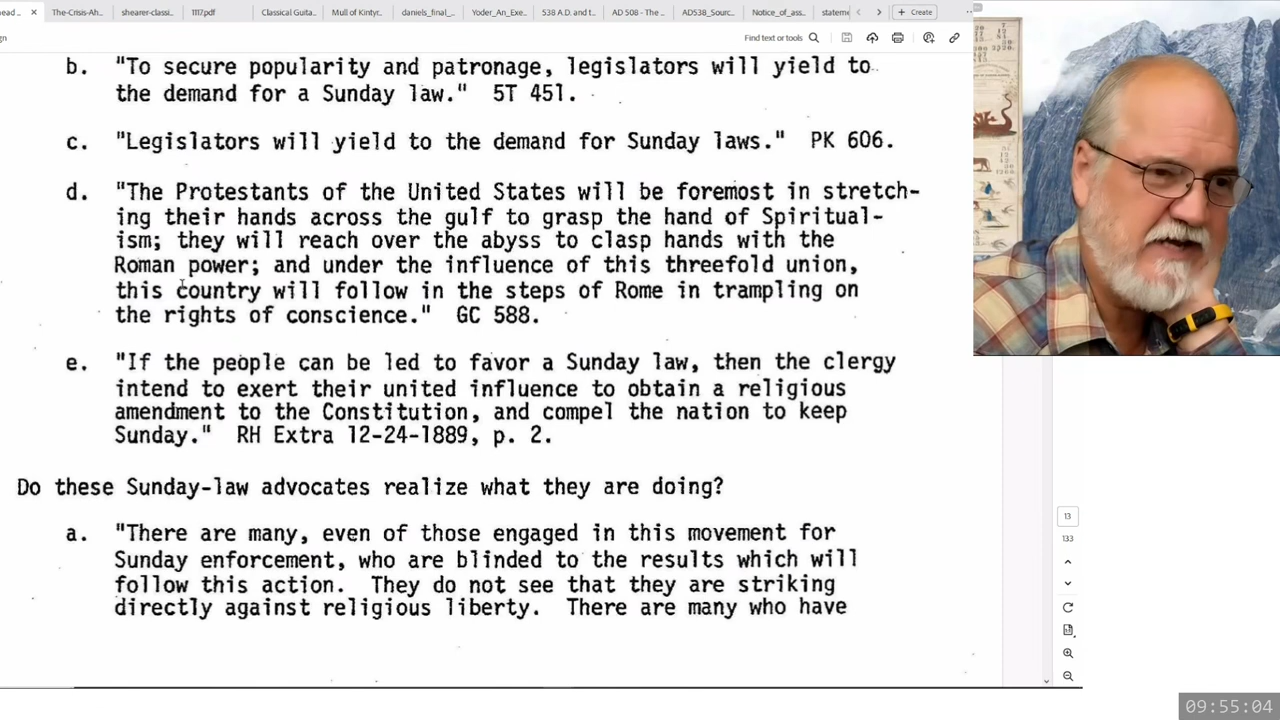 ead ...
The-Crisis-Ah...
shearer-classi...
1117.pdf
Classical Guita...
Mull of Kintyr...
daniels_final_...
Yoder_An_Exe...
538 A.D. and t...
AD 508 - The ...
AD538_Sourc...
Notice_of_ass...
stateme
Create
gn
Find text or tools
b. "To secure popularity and patronage, legislators will yield to
the demand for a Sunday law." 5T 451.
c. "Legislators will yield to the demand for Sunday laws." PK 606.
d. "The Protestants of the United States will be foremost in stretch-
ing their hands across the gulf to grasp the hand of Spiritual-
ism; they will reach over the abyss to clasp hands with the
Roman power; and under the influence of this threefold union,
this country will follow in the steps of Rome in trampling on
the rights of conscience." GC 588.
e. "If the people can be led to favor a Sunday law, then the clergy
intend to exert their united influence to obtain a religious
amendment to the Constitution, and compel the nation to keep
Sunday." RH Extra 12-24-1889, p. 2.
Do these Sunday-law advocates realize what they are doing?
a. "There are many, even of those engaged in this movement for
Sunday enforcement, who are blinded to the results which will
follow this action. They do not see that they are striking
directly against religious liberty. There are many who have
13
133
09:55:04